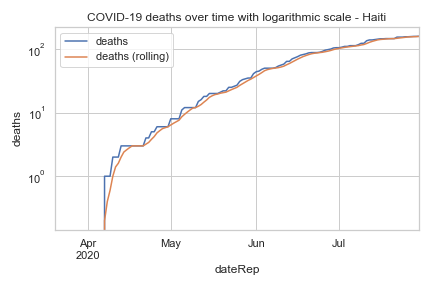 COVID-19 deaths over time with logarithmic scale - Haiti
deaths
deaths (rolling)
10²
10¹
10⁰
deaths
Apr
2020
May
Jun
Jul
dateRep